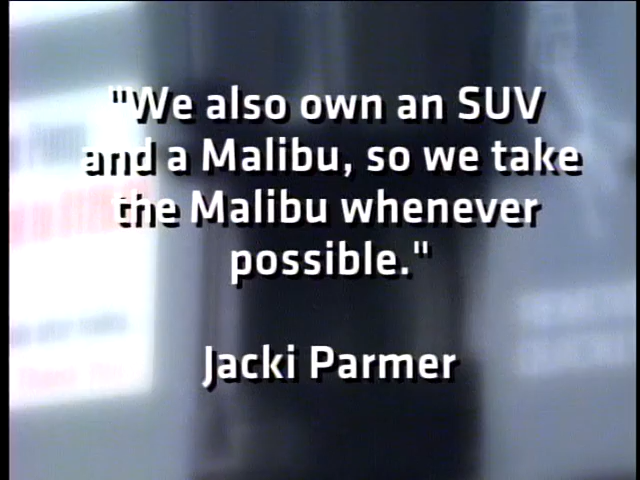 "We also own an SUV
and a Malibu, so we take
the Malibu whenever
possible."
Jacki Parmer